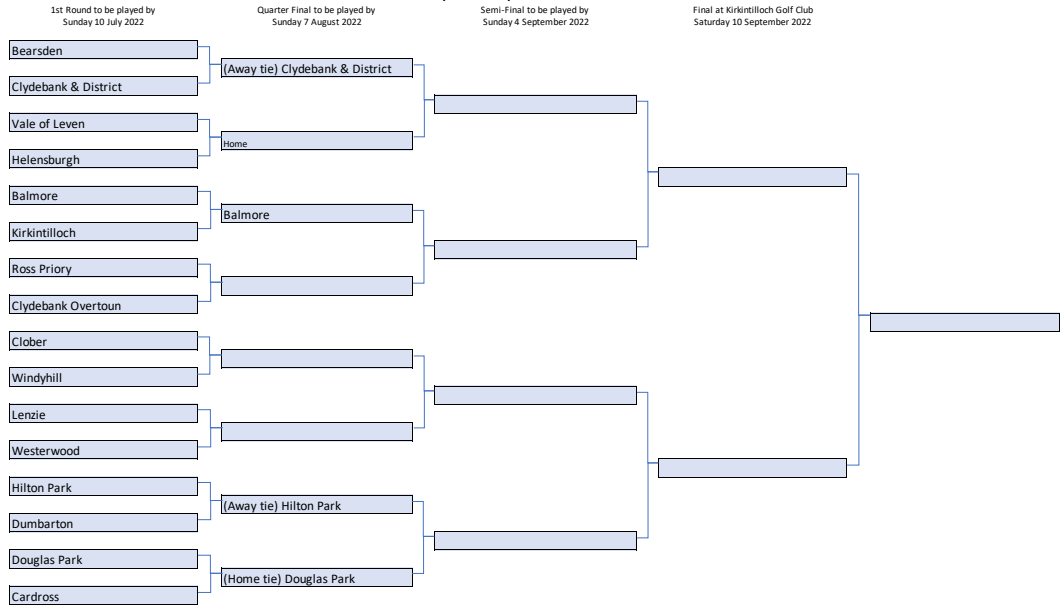 1st Round to be played by
Sunday 10 July 2022
Quarter Final to be played by
Sunday 7 August 2022
Semi-Final to be played by
Sunday 4 September 2022
Final at Kirkintilloch Golf Club
Saturday 10 September 2022
Bearsden
(Away tie) Clydebank & District
Clydebank & District
Vale of Leven
Home
Helensburgh
Balmore
Balmore
Kirkintilloch
Ross Priory
Clydebank Overtoun
Clober
Windyhill
Lenzie
Westerwood
Hilton Park
(Away tie) Hilton Park
Dumbarton
Douglas Park
(Home tie) Douglas Park
Cardross